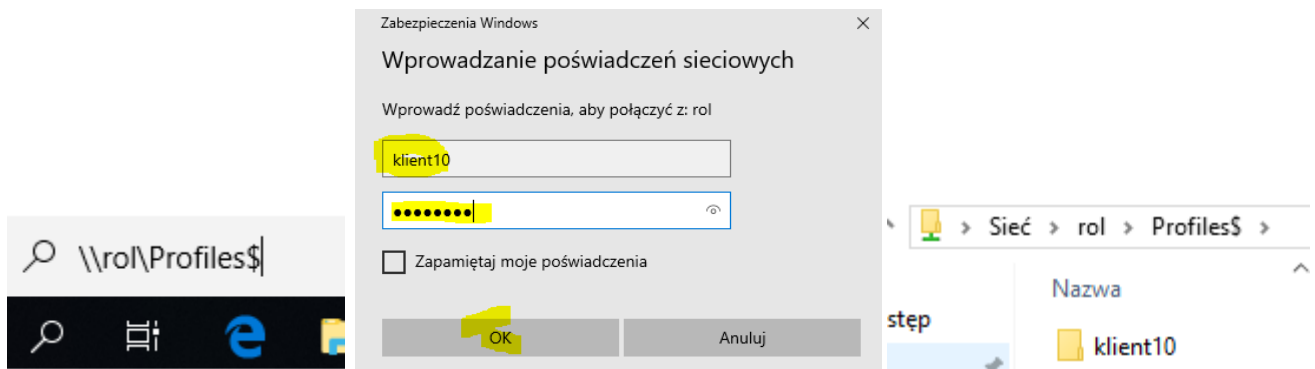 \\rol\Profiles$
Zabezpieczenia Windows
Wprowadzanie poświadczeń sieciowych
Wprowadź poświadczenia, aby połączyć z: rol
klient10
●●●●●●●●
Zapamiętaj moje poświadczenia
OK
Anuluj
Sieć > rol > Profiles$ >
stęp
Nazwa
klient10